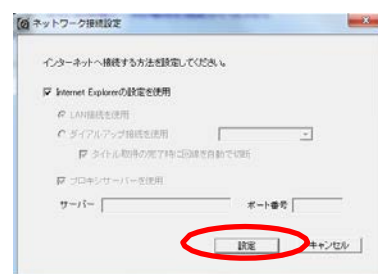 ネットワーク接続設定
インターネットへ接続する方法を設定してください。
Internet Explorerの設定を使用
LAN接続を使用
ダイアルアップ接続を使用
タイトル取得の完了時に回線を自動で切断
プロキシサーバーを使用
サーバー ポート番号
設定 キャンセル